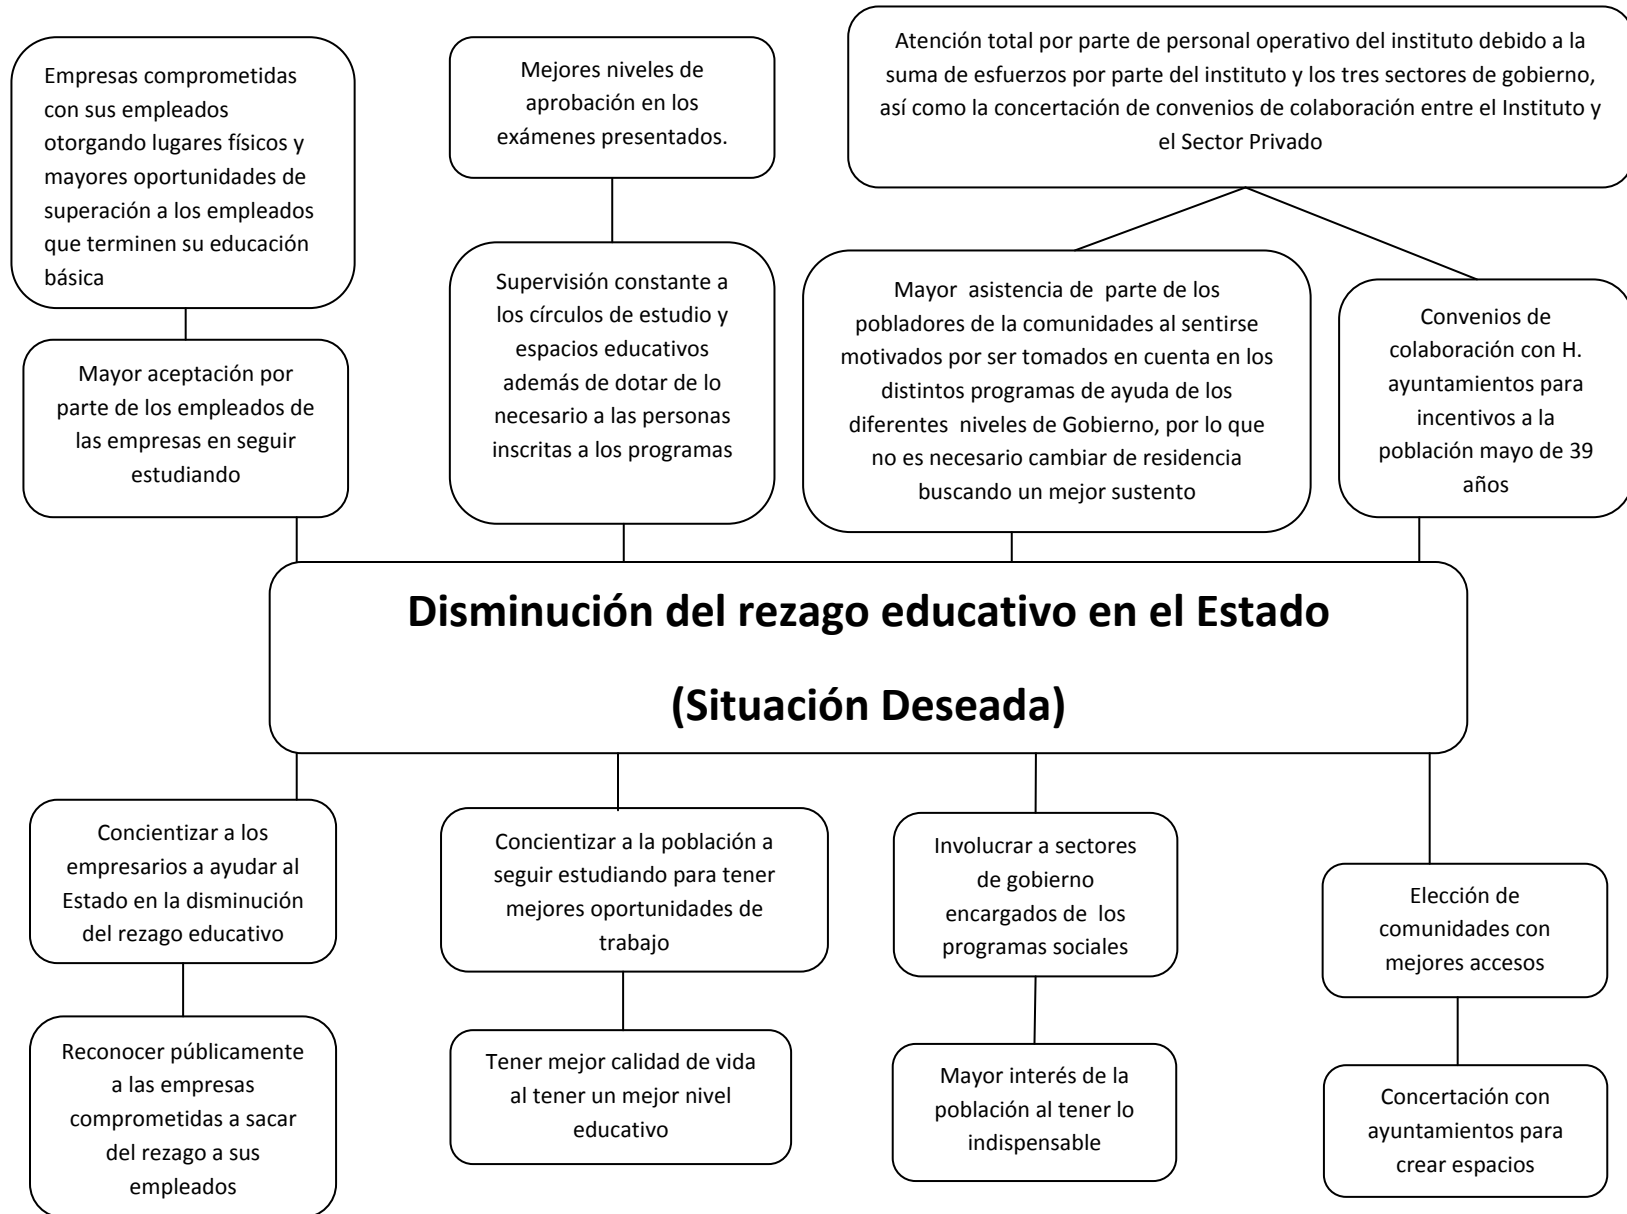 Empresas comprometidas
con sus empleados
otorgando lugares físicos y
mayores oportunidades de
superación a los empleados
que terminen su educación
básica
Mejores niveles de
aprobación en los
exámenes presentados.
Atención total por parte de personal operativo del instituto debido a la
suma de esfuerzos por parte del instituto y los tres sectores de gobierno,
así como la concertación de convenios de colaboración entre el Instituto y
el Sector Privado
Mayor aceptación por
parte de los empleados de
las empresas en seguir
estudiando
Supervisión constante a
los círculos de estudio y
espacios educativos
además de dotar de lo
necesario a las personas
inscritas a los programas
Mayor asistencia de parte de los
pobladores de la comunidades al sentirse
motivados por ser tomados en cuenta en los
distintos programas de ayuda de los
diferentes niveles de Gobierno, por lo que
no es necesario cambiar de residencia
buscando un mejor sustento
Convenios de
colaboración con H.
ayuntamientos para
incentivos a la
población mayo de 39
años
Disminución del rezago educativo en el Estado
(Situación Deseada)
Concientizar a los
empresarios a ayudar al
Estado en la disminución
del rezago educativo
Concientizar a la población a
seguir estudiando para tener
mejores oportunidades de
trabajo
Involucrar a sectores
de gobierno
encargados de los
programas sociales
Elección de
comunidades con
mejores accesos
Reconocer públicamente
a las empresas
comprometidas a sacar
del rezago a sus
empleados
Tener mejor calidad de vida
al tener un mejor nivel
educativo
Mayor interés de la
población al tener lo
indispensable
Concertación con
ayuntamientos para
crear espacios